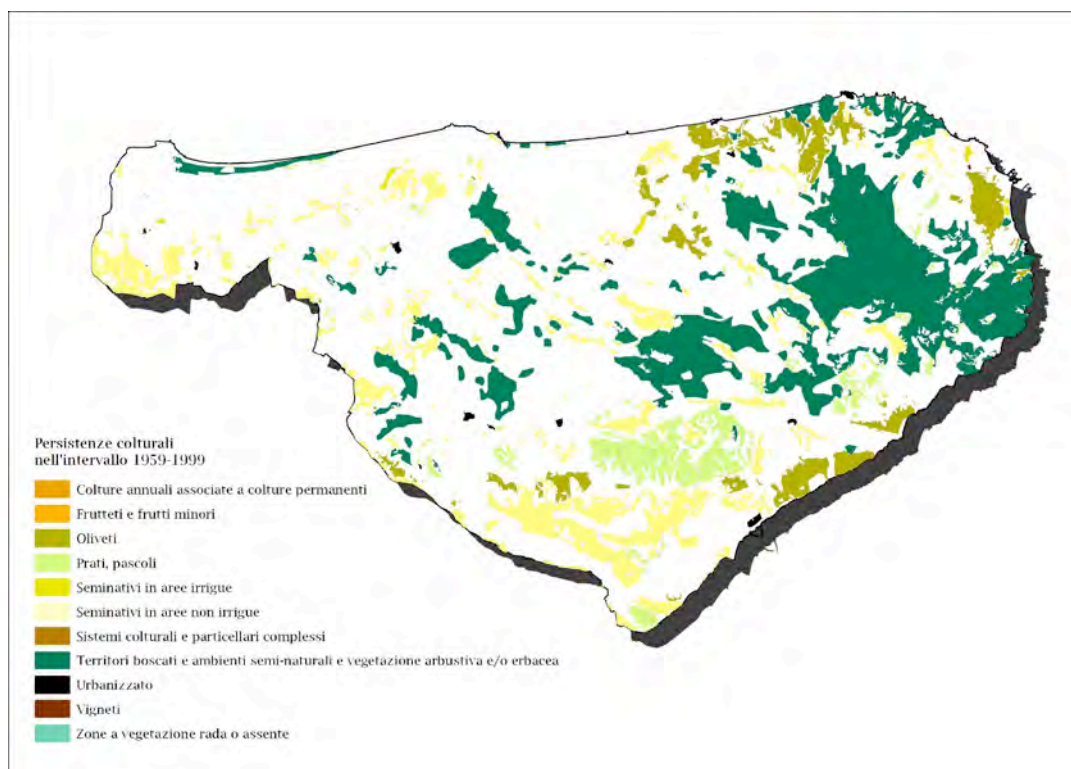 Persistenze colturali
nell'intervallo 1959-1999
Colture annuali associate a colture permanenti
Frutteti e frutti minori
Oliveti
Prati, pascoli
Seminativi in aree irrigue
Seminativi in aree non irrigue
Sistemi colturali e particellari complessi
Territori boscati e ambienti semi-naturali e vegetazione arbustiva e/o erbacea
Urbanizzato
Vigneti
Zone a vegetazione rada o assente